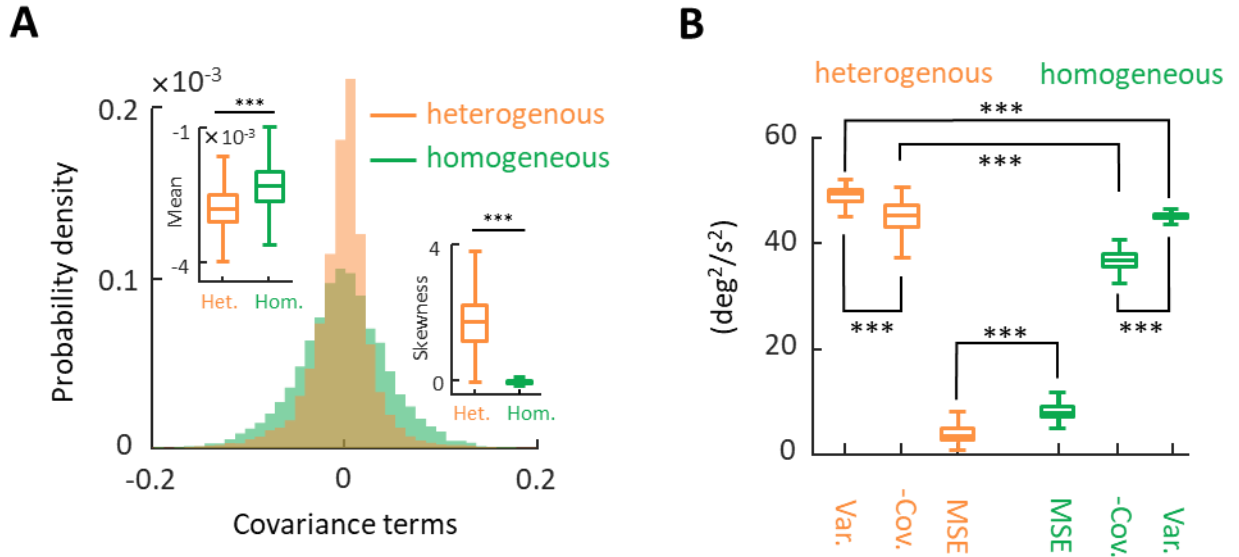 A
×10-3
0.2
0.1
0
-0.2
0
0.2
Probability density
Covariance terms
heterogenous
homogeneous
***
-1
×10-3
Mean
-4
Het.
Hom.
***
4
Skewness
0
Het.
Hom.
B
heterogenous
homogeneous
***
***
60
40
20
0
(deg2/s2)
***
***
***
Var.
-Cov.
MSE
MSE
-Cov.
Var.